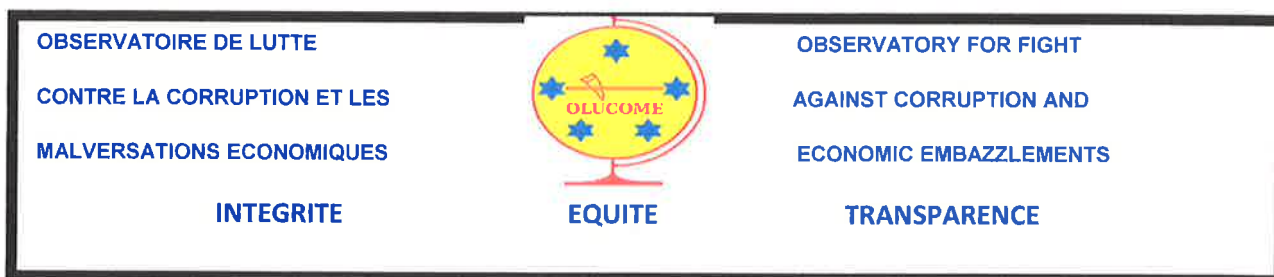 OBSERVATOIRE DE LUTTE
CONTRE LA CORRUPTION ET LES
MALVERSATIONS ECONOMIQUES
OLUCOME
OBSERVATORY FOR FIGHT
AGAINST CORRUPTION AND
ECONOMIC EMBAZZLEMENTS
INTEGRITE EQUITE TRANSPARENCE